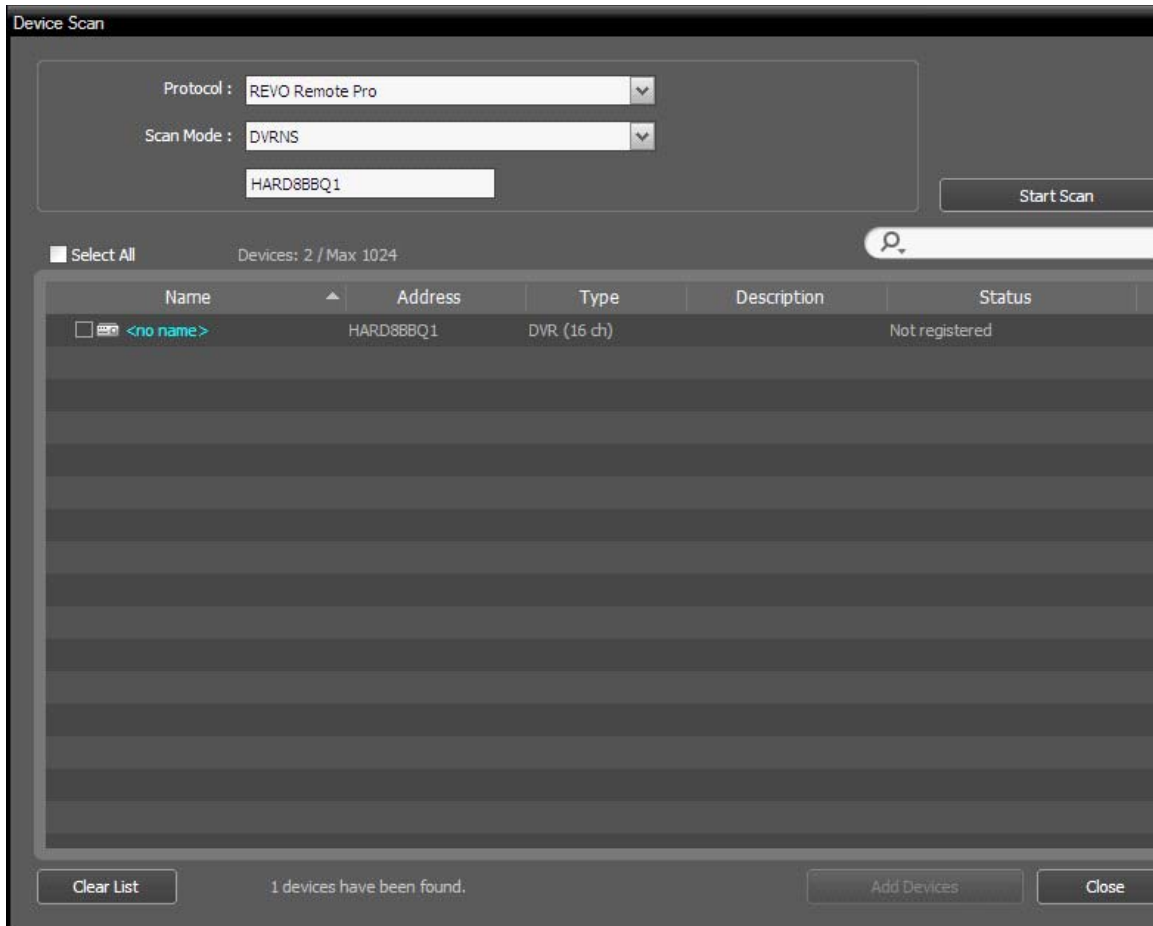 Device Scan
Protocol : REVO Remote Pro
Scan Mode : DVRNS
HARD8BBQ1
Start Scan
Select All Devices: 2 / Max 1024
Name Address Type Description Status
<no name> HARD8BBQ1 DVR (16 ch) Not registered
Clear List 1 devices have been found. Add Devices Close